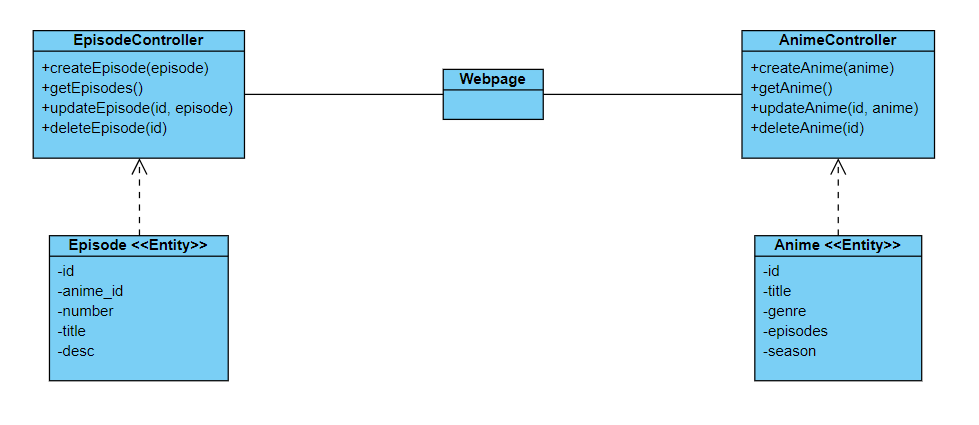 EpisodeController
+createEpisode(episode)
+getEpisodes()
+updateEpisode(id, episode)
+deleteEpisode(id)
Webpage
AnimeController
+createAnime(anime)
+getAnime()
+updateAnime(id, anime)
+deleteAnime(id)
Episode <<Entity>>
-id
-anime_id
-number
-title
-desc
Anime <<Entity>>
-id
-title
-genre
-episodes
-season